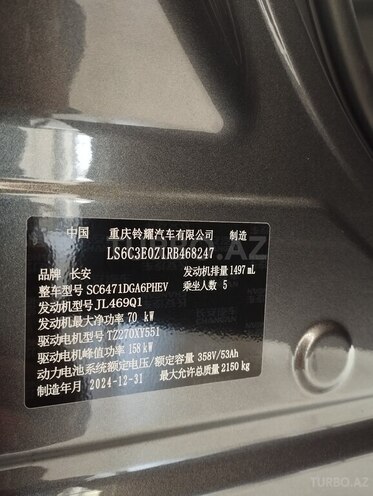 中国 重庆铃耀汽车有限公司 制造
LS6C3E0Z1RB468247
品牌 长安 发动机排量 1497 mL
整车型号 SC6471DGA6PHEV 乘坐人数 5
发动机型号 JL469Q1
发动机最大净功率 70 kW
驱动电机型号 TZ270XY551
驱动电机峰值功率 158 kW
动力电池系统额定电压/额定容量 358V/53Ah
制造年月 2024-12-31 最大允许总质量 2150 kg
TURBO.AZ
TURBO.AZ